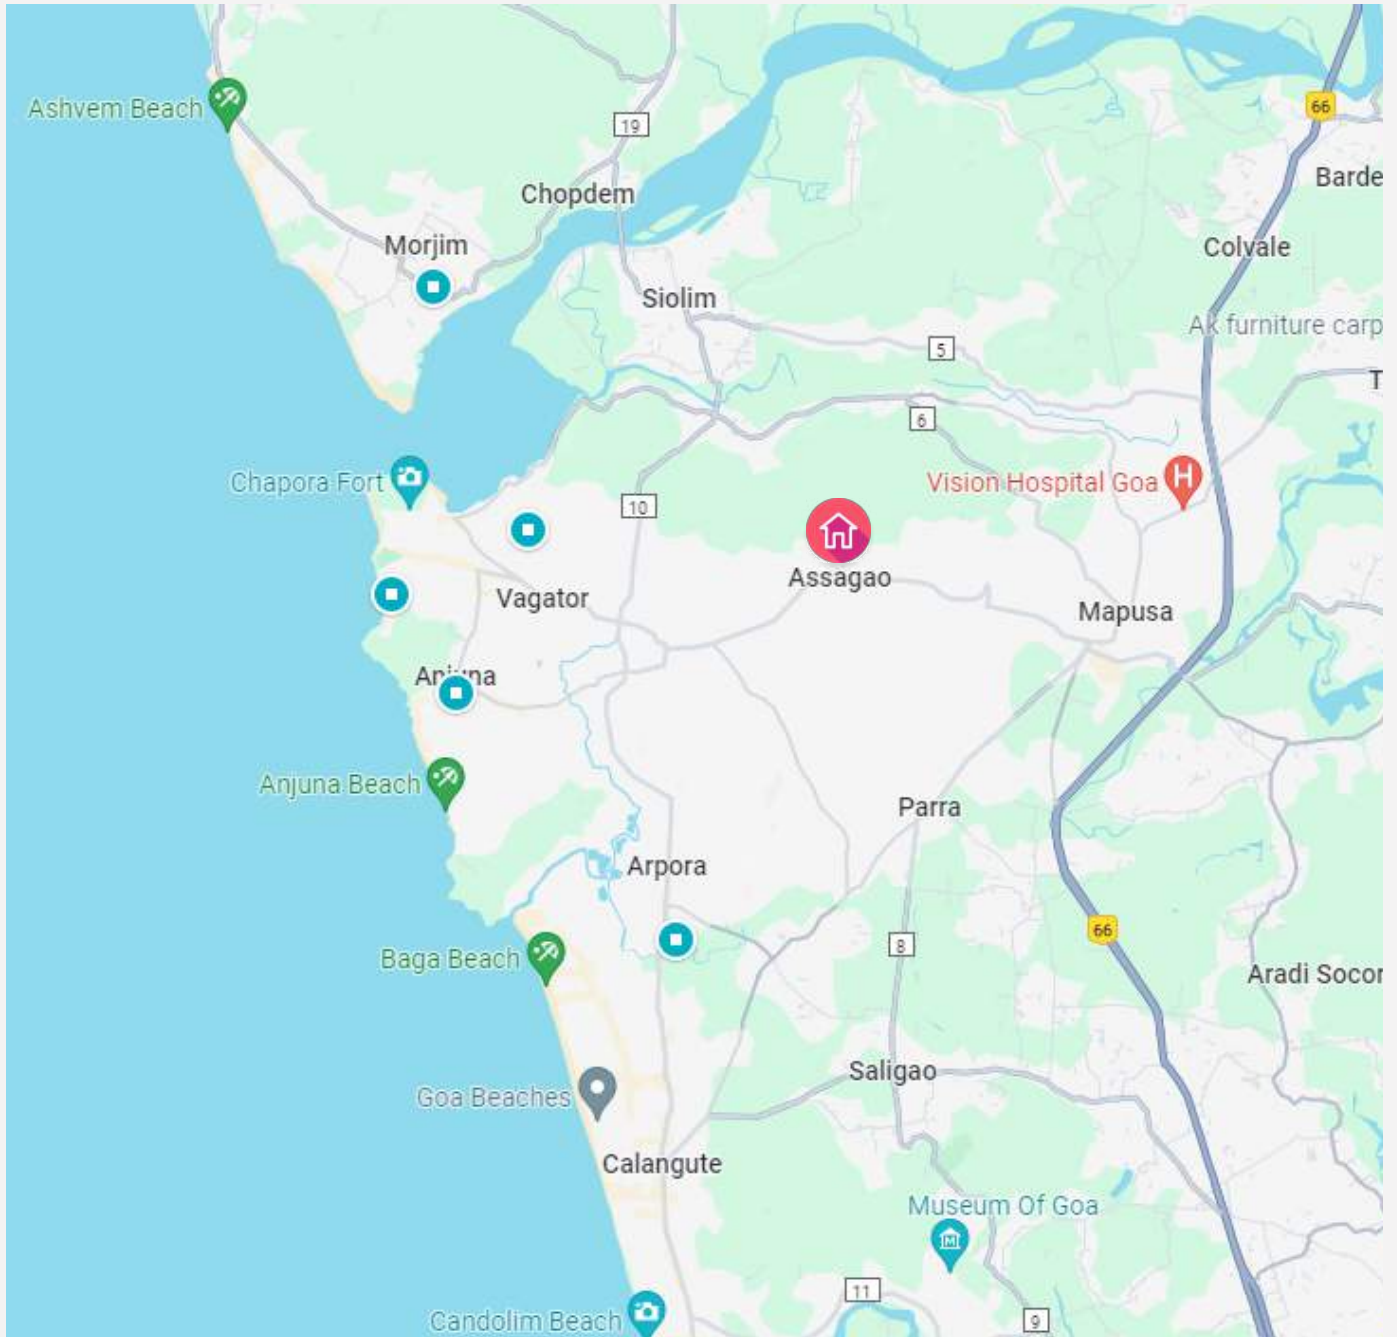 66
Ashvem Beach
19
Barde
Chopdem
Morjim
Colvale
Siolim
Ak furniture carp
5
T
6
Chapora Fort
Vision Hospital Goa
H
10
Assagao
Vagator
Mapusa
Anjuna
Anjuna Beach
Parra
Arpora
66
8
Baga Beach
Aradi Socor
Saligao
Goa Beaches
Calangute
Museum Of Goa
M
11
Candolim Beach
9